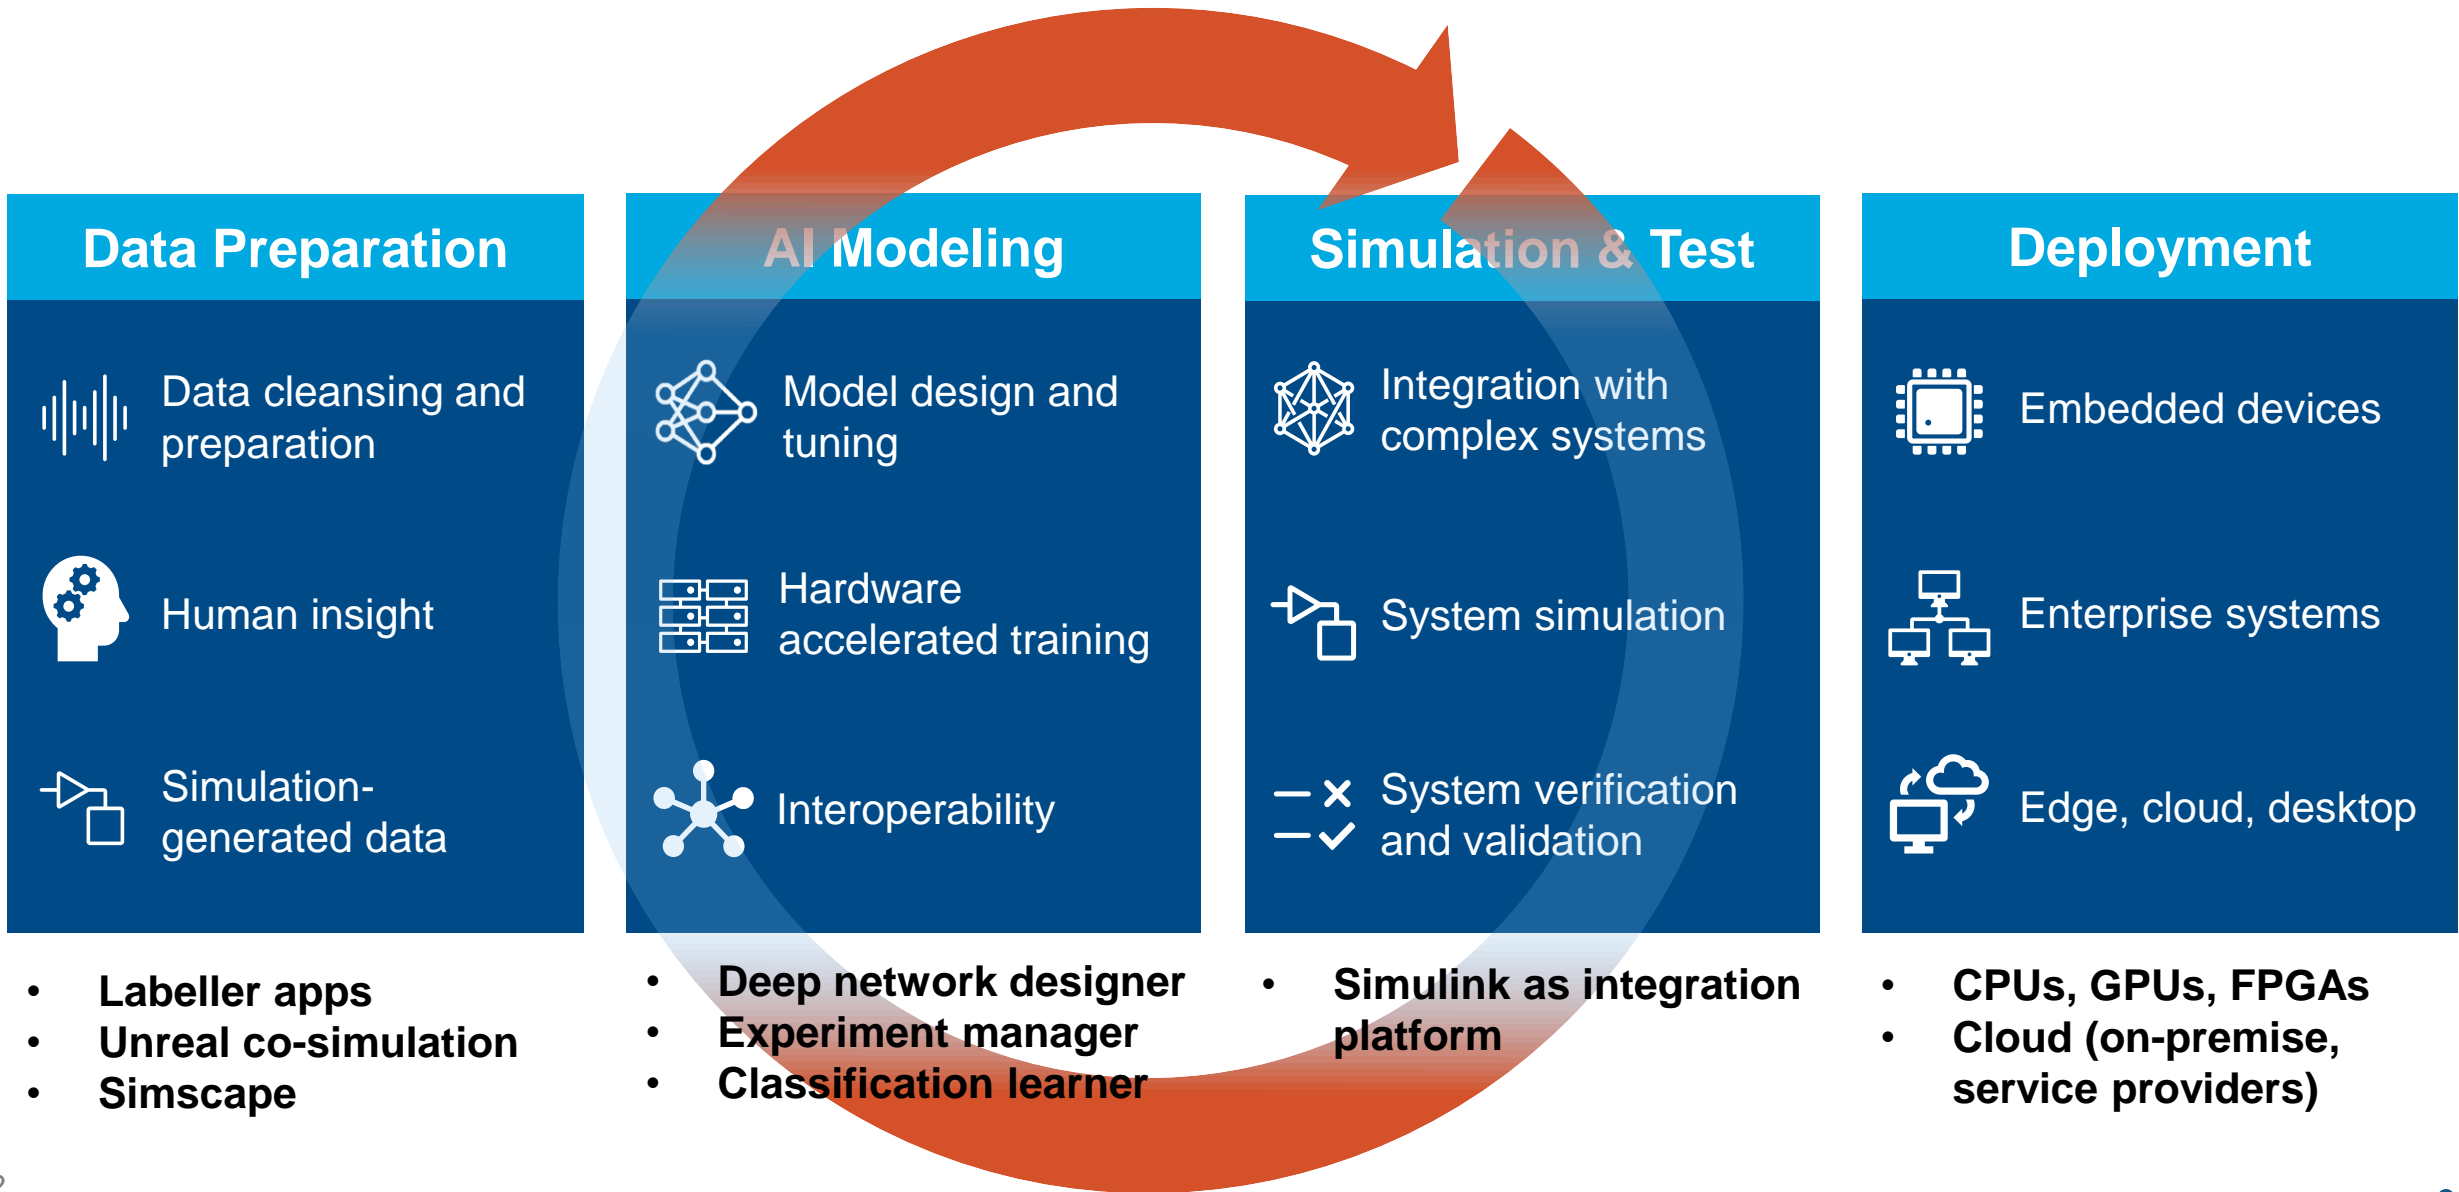 Data Preparation
Data cleansing and
preparation
Human insight
Simulation-
generated data
• Labeller apps
• Unreal co-simulation
• Simscape
AI Modeling
Model design and
tuning
Hardware
accelerated training
Interoperability
• Deep network designer
• Experiment manager
• Classification learner
Simulation & Test
Integration with
complex systems
System simulation
System verification
and validation
• Simulink as integration
platform
Deployment
Embedded devices
Enterprise systems
Edge, cloud, desktop
• CPUs, GPUs, FPGAs
• Cloud (on-premise,
service providers)